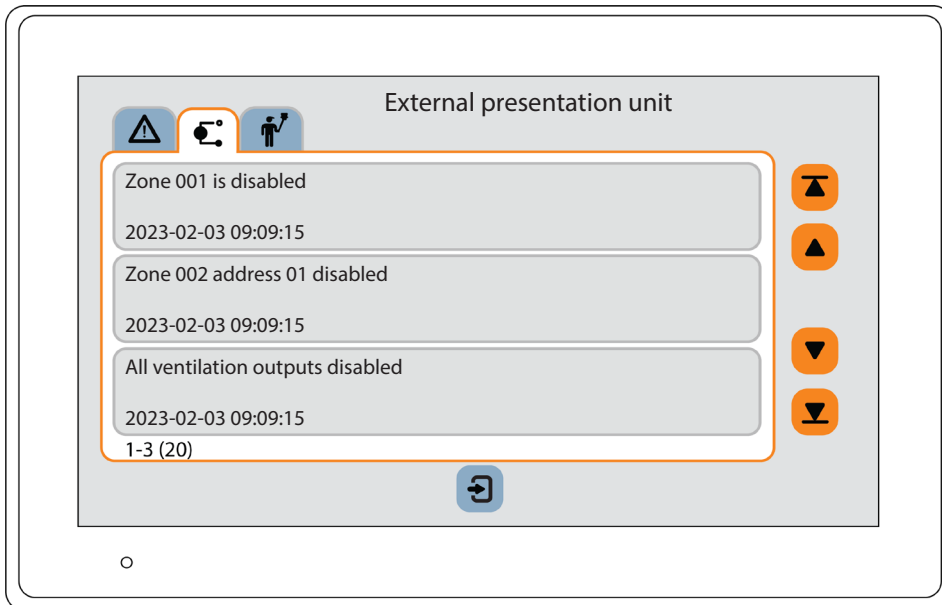 External presentation unit
Zone 001 is disabled
2023-02-03 09:09:15
Zone 002 address 01 disabled
2023-02-03 09:09:15
All ventilation outputs disabled
2023-02-03 09:09:15
1-3 (20)